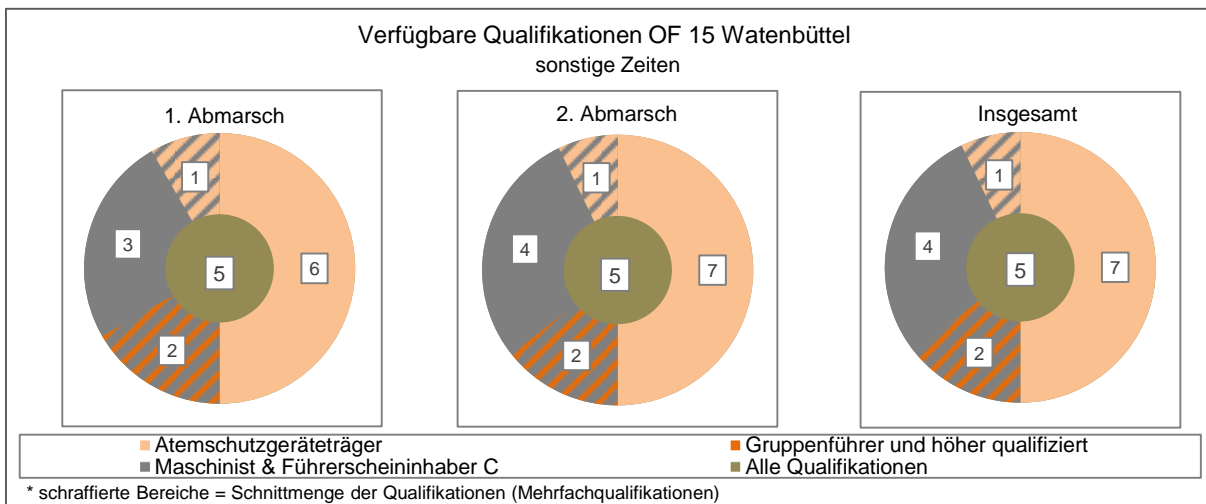 Verfügbare Qualifikationen OF 15 Watenbüttel
sonstige Zeiten
1. Abmarsch
1
3
5
6
2
2. Abmarsch
1
4
5
7
2
Insgesamt
1
4
5
7
2
Atemschutzgeräteträger
Gruppenführer und höher qualifiziert
Maschinist & Führerscheininhaber C
Alle Qualifikationen
* schraffierte Bereiche = Schnittmenge der Qualifikationen (Mehrfachqualifikationen)